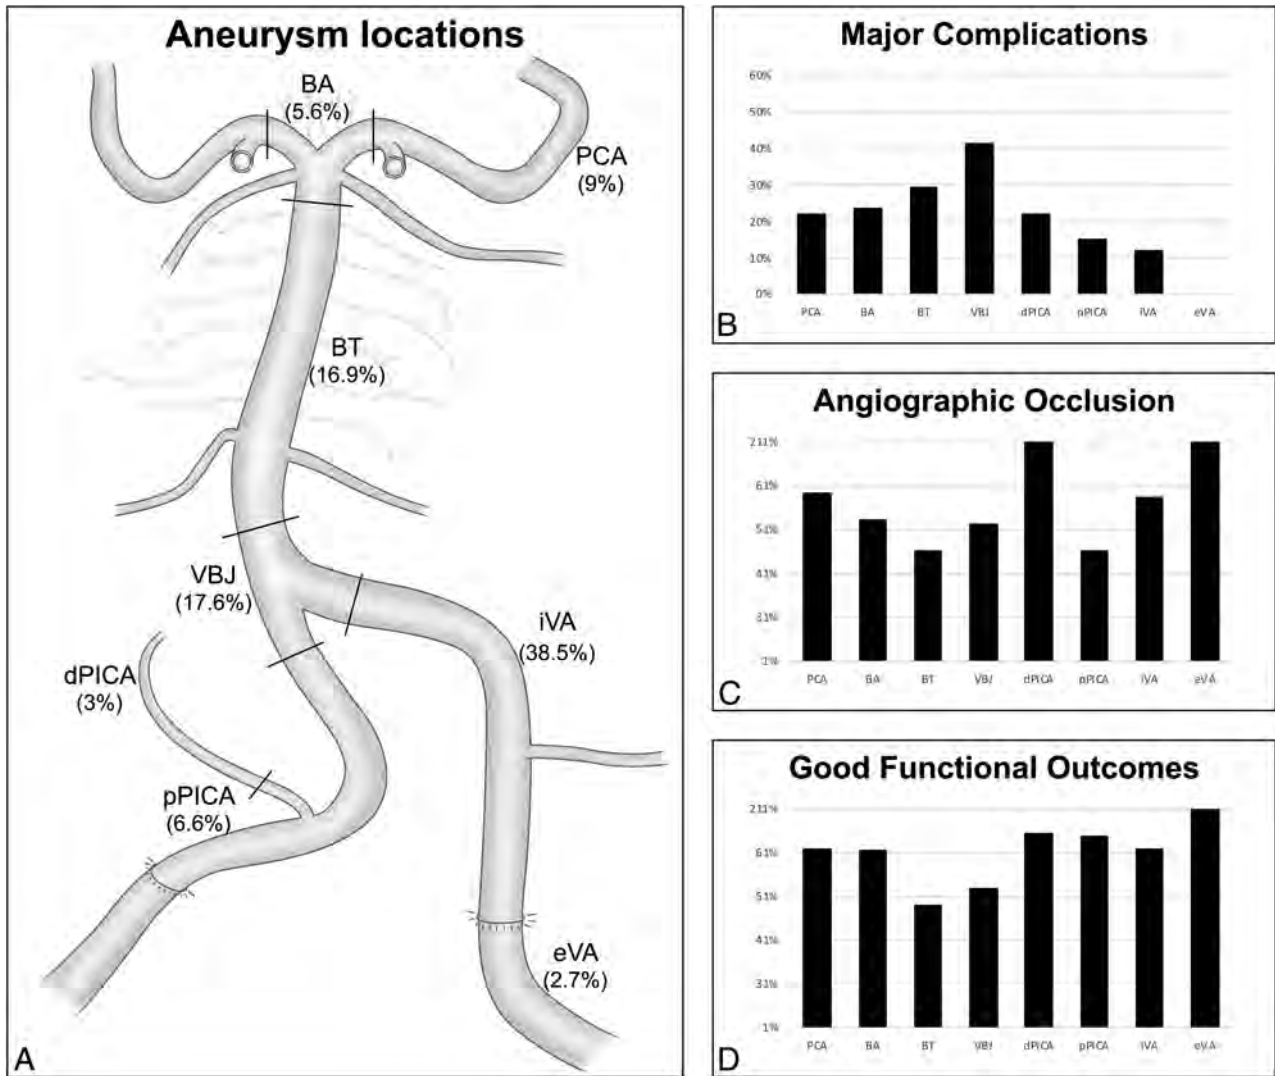 Aneurysm locations
BA
(5.6%)
PCA
(9%)
BT
(16.9%)
VBJ
(17.6%)
iVA
(38.5%)
dPICA
(3%)
pPICA
(6.6%)
eVA
(2.7%)
A
Major Complications
60%
50%
40%
30%
20%
10%
0%
PCA BA BT VBJ dPICA pPICA iVA eVA
B
Angiographic Occlusion
PCA BA BT VBJ dPICA pPICA iVA eVA
C
Good Functional Outcomes
PCA BA BT VBJ dPICA pPICA iVA eVA
D